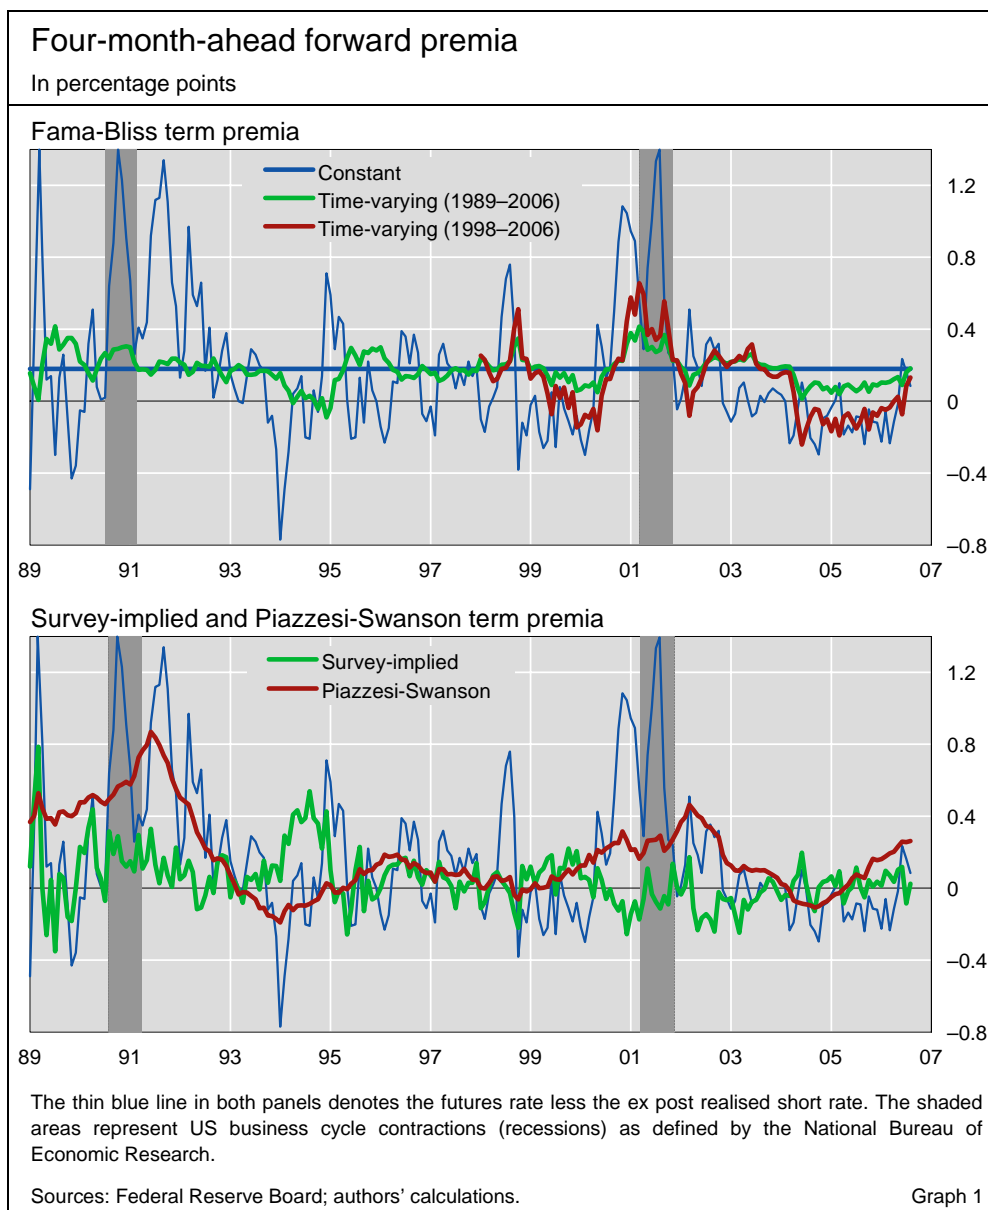 Four-month-ahead forward premia
In percentage points
Fama-Bliss term premia
Constant
Time-varying (1989–2006)
Time-varying (1998–2006)
1.2
0.8
0.4
0
–0.4
–0.8
89 91 93 95 97 99 01 03 05 07
Survey-implied and Piazzesi-Swanson term premia
Survey-implied
Piazzesi-Swanson
1.2
0.8
0.4
0
–0.4
–0.8
89 91 93 95 97 99 01 03 05 07
The thin blue line in both panels denotes the futures rate less the ex post realised short rate. The shaded
areas represent US business cycle contractions (recessions) as defined by the National Bureau of
Economic Research.
Sources: Federal Reserve Board; authors' calculations. Graph 1